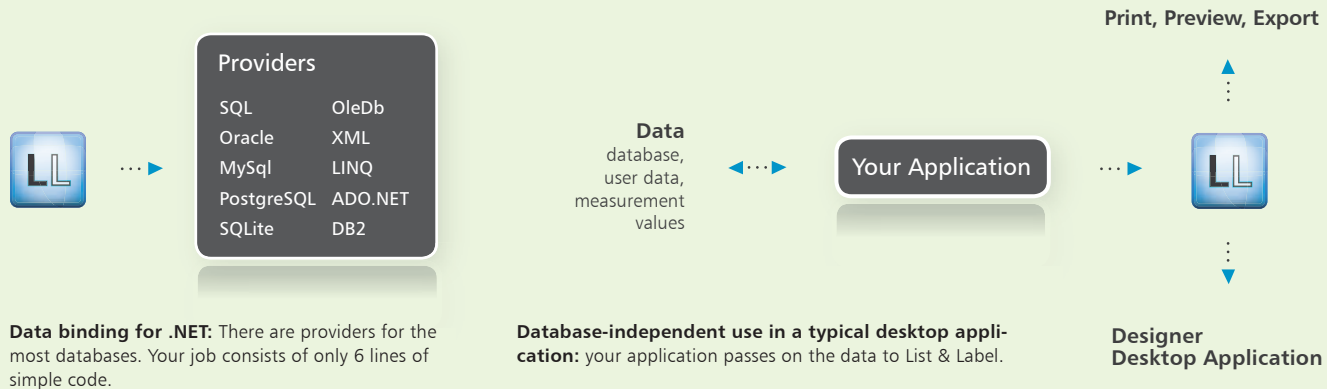 Print, Preview, Export
Providers
SQL OleDb
Oracle XML
MySql LINQ
PostgreSQL ADO.NET
SQLite DB2
LL
Data
database,
user data,
measurement
values
Your Application
LL
Data binding for .NET: There are providers for the
most databases. Your job consists of only 6 lines of
simple code.
Database-independent use in a typical desktop appli-
cation: your application passes on the data to List & Label.
Designer
Desktop Application